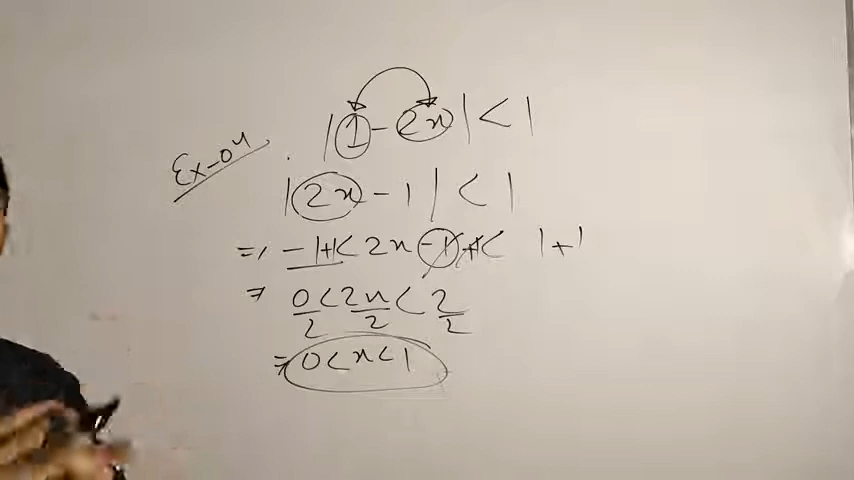 Ex-04
|1-2x|<1
|2x-1|<1
=> -1+1<2x-1+1< 1+1
=> 0/2<2x/2<2/2
=> 0<x<1